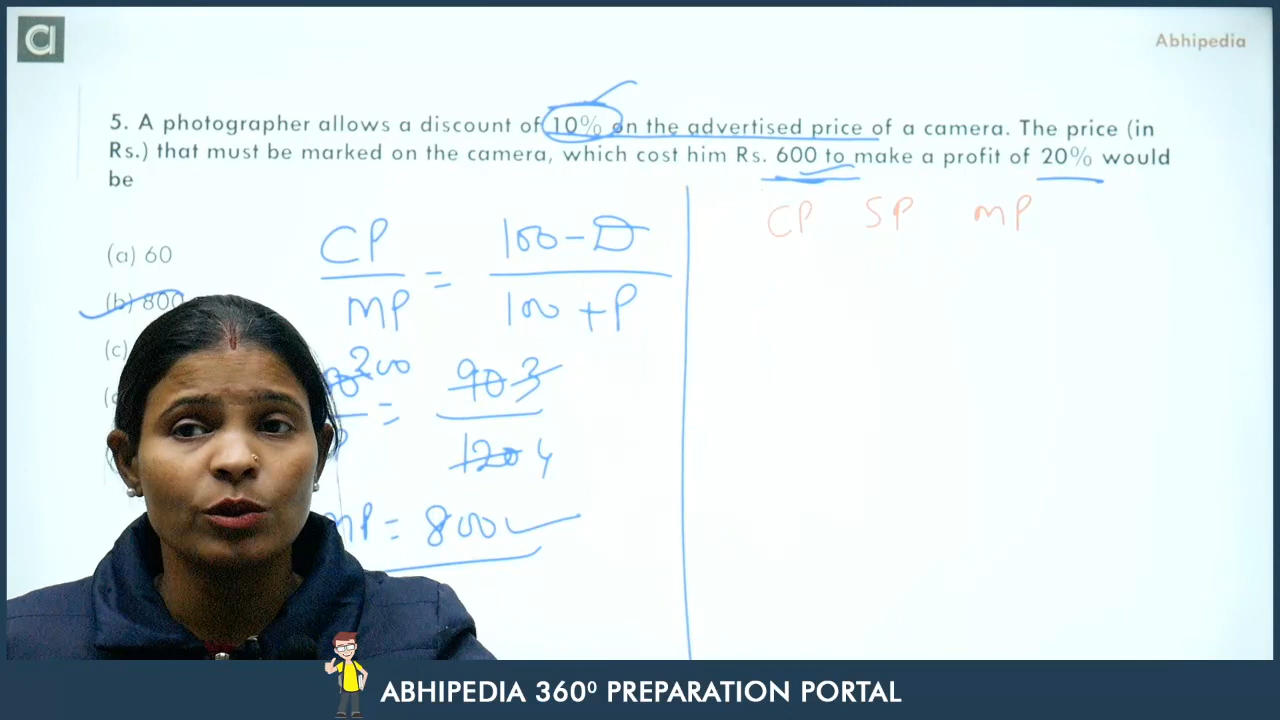 Abhipedia
5. A photographer allows a discount of 10% on the advertised price of a camera. The price (in
Rs.) that must be marked on the camera, which cost him Rs. 600 to make a profit of 20% would
be
(a) 60
(b) 800
(c)
CP/MP = 100-D/100+P
200 = 90 3/120 4
MP = 800
CP SP MP
ABHIPEDIA 360⁰ PREPARATION PORTAL